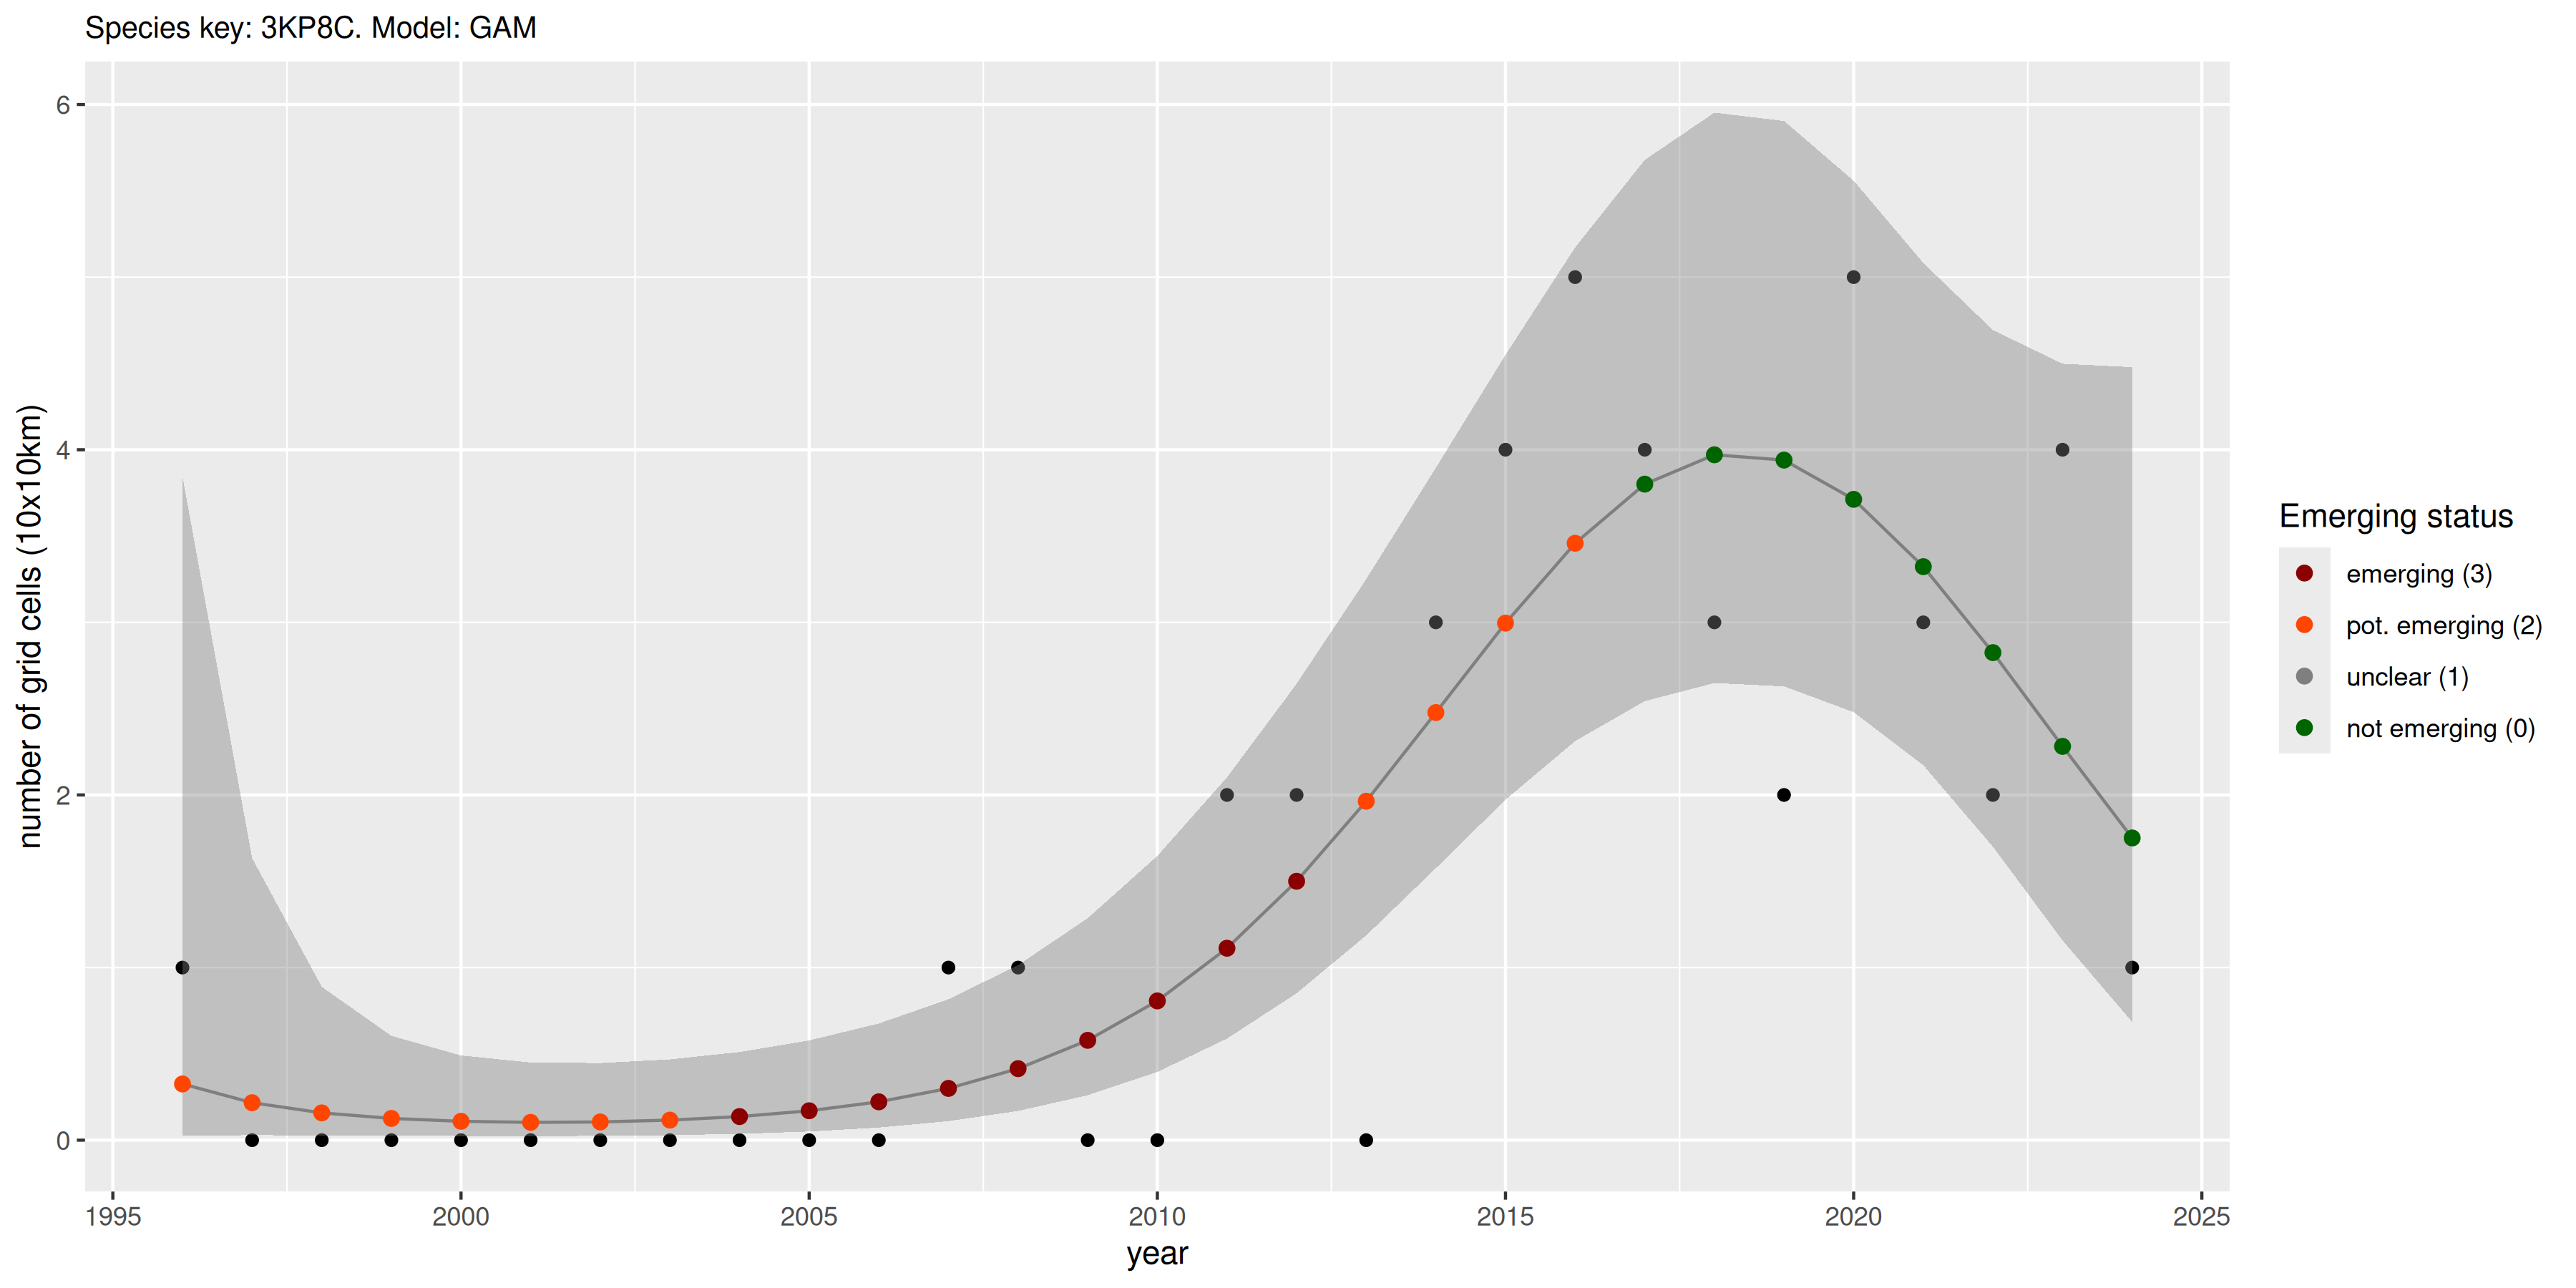 Species key: 3KP8C. Model: GAM
number of grid cells (10x10km)
6
4
2
0
1995 2000 2005 2010 2015 2020 2025
year
Emerging status
emerging (3)
pot. emerging (2)
unclear (1)
not emerging (0)